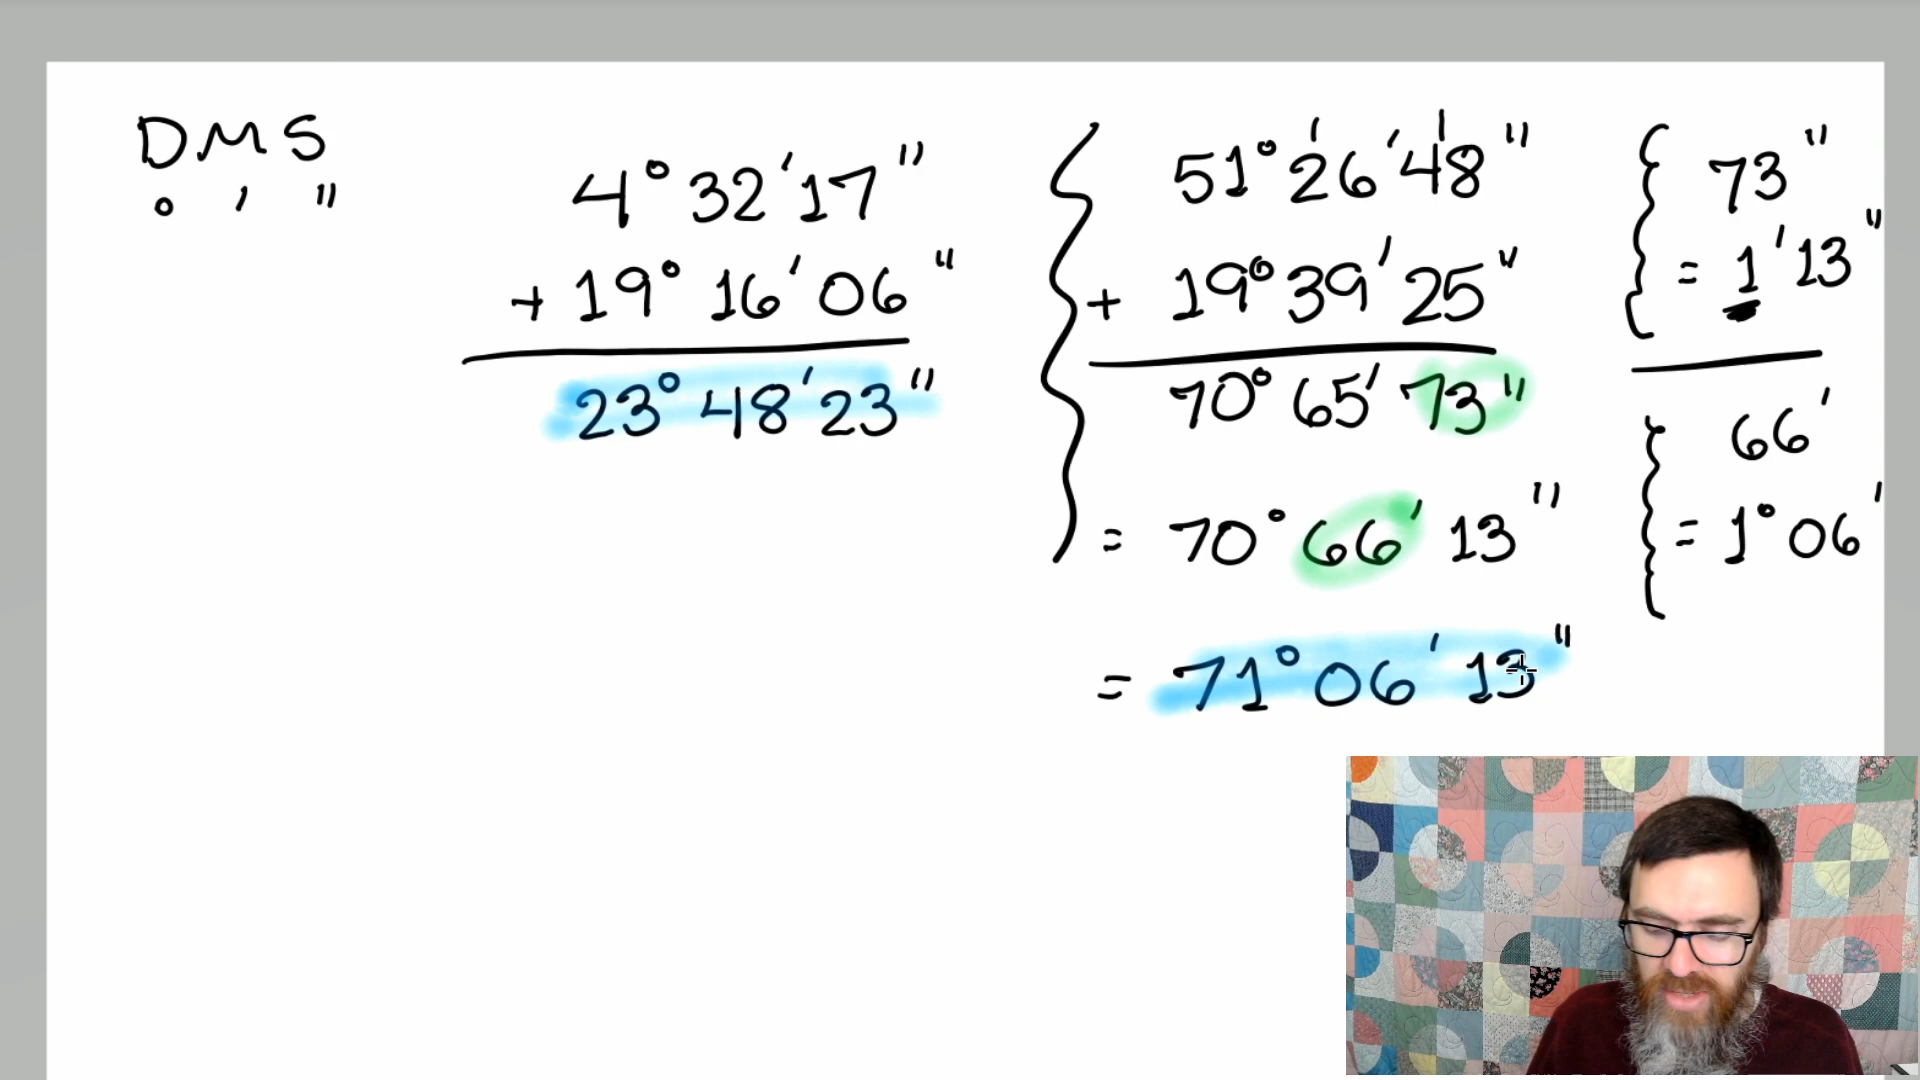 D M S
° ' "
4° 32' 17"
+ 19° 16' 06"
23° 48' 23"
51° 26' 48"
+ 19° 39' 25"
70° 65' 73"
= 70° 66' 13"
= 71° 06' 13"
73"
= 1' 13"
66'
= 1° 06'